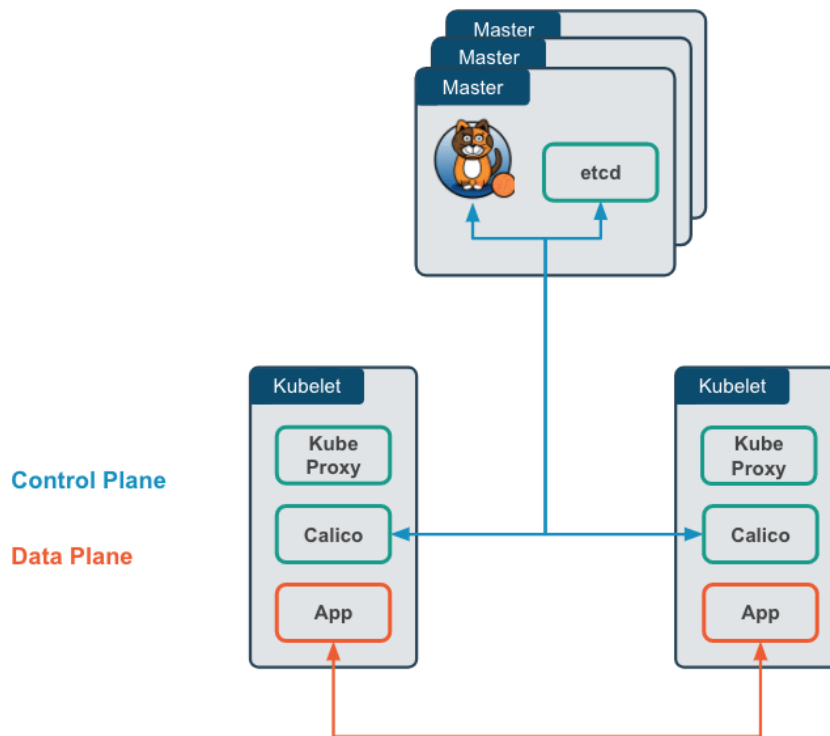 Master
Master
Master
etcd
Kubelet
Kube
Proxy
Calico
App
Kubelet
Kube
Proxy
Calico
App
Control Plane
Data Plane